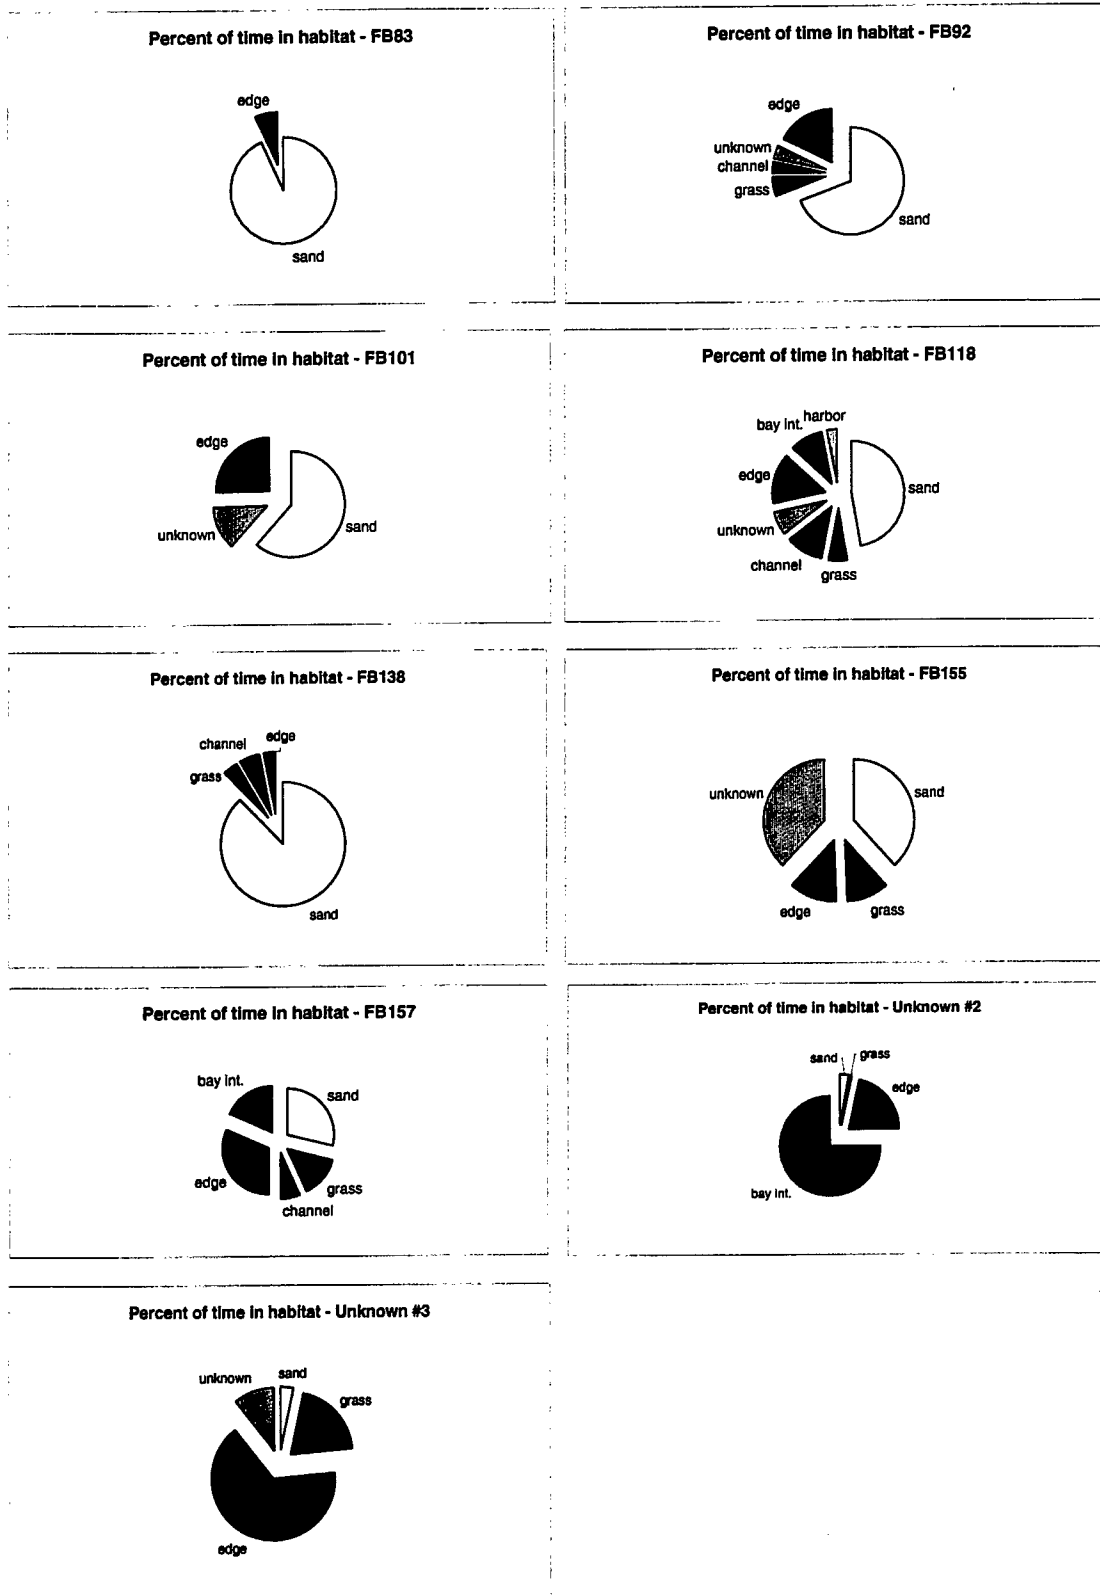 Percent of time in habitat - FB83
edge
sand
Percent of time in habitat - FB92
edge
unknown
channel
grass
sand
Percent of time in habitat - FB101
edge
unknown
sand
Percent of time in habitat - FB118
bay int. harbor
edge
sand
unknown
channel
grass
Percent of time in habitat - FB138
channel edge
grass
sand
Percent of time in habitat - FB155
unknown
sand
edge
grass
Percent of time in habitat - FB157
bay int.
sand
edge
grass
channel
Percent of time in habitat - Unknown #2
sand grass
edge
bay int.
Percent of time in habitat - Unknown #3
unknown sand
grass
edge